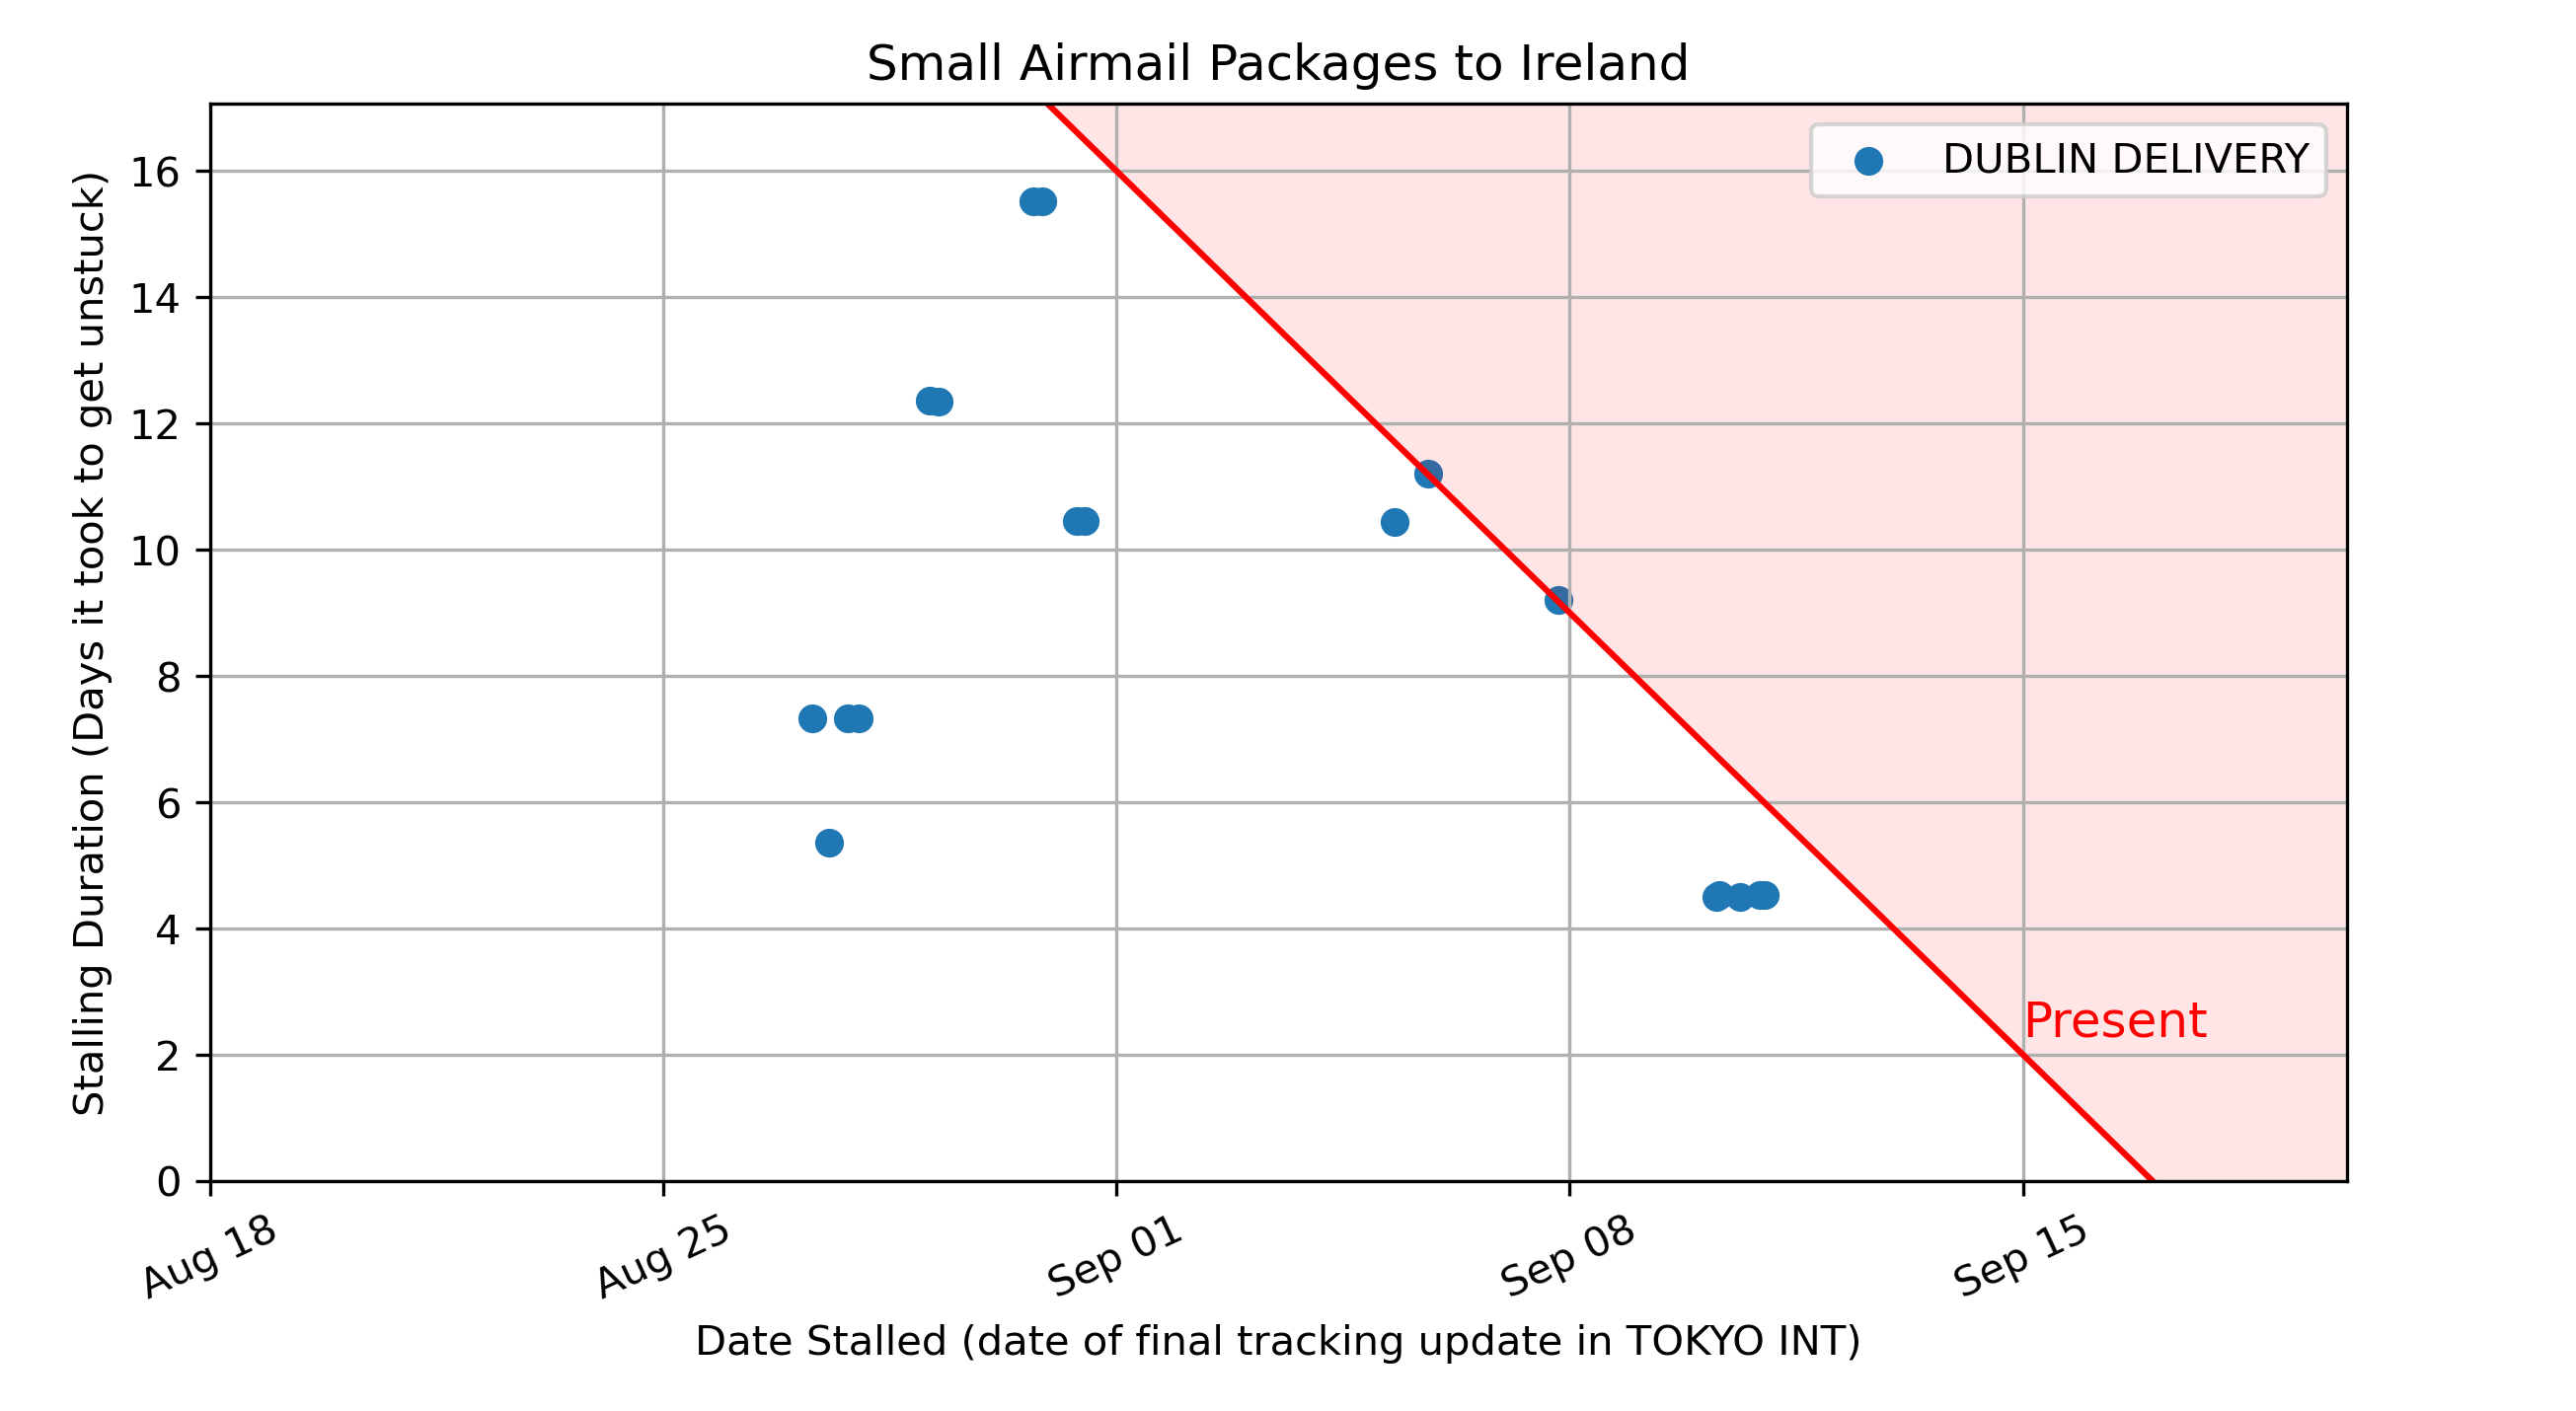 Small Airmail Packages to Ireland
DUBLIN DELIVERY
Stalling Duration (Days it took to get unstuck)
16
14
12
10
8
6
4
2
0
Present
Aug 18
Aug 25
Sep 01
Sep 08
Sep 15
Date Stalled (date of final tracking update in TOKYO INT)